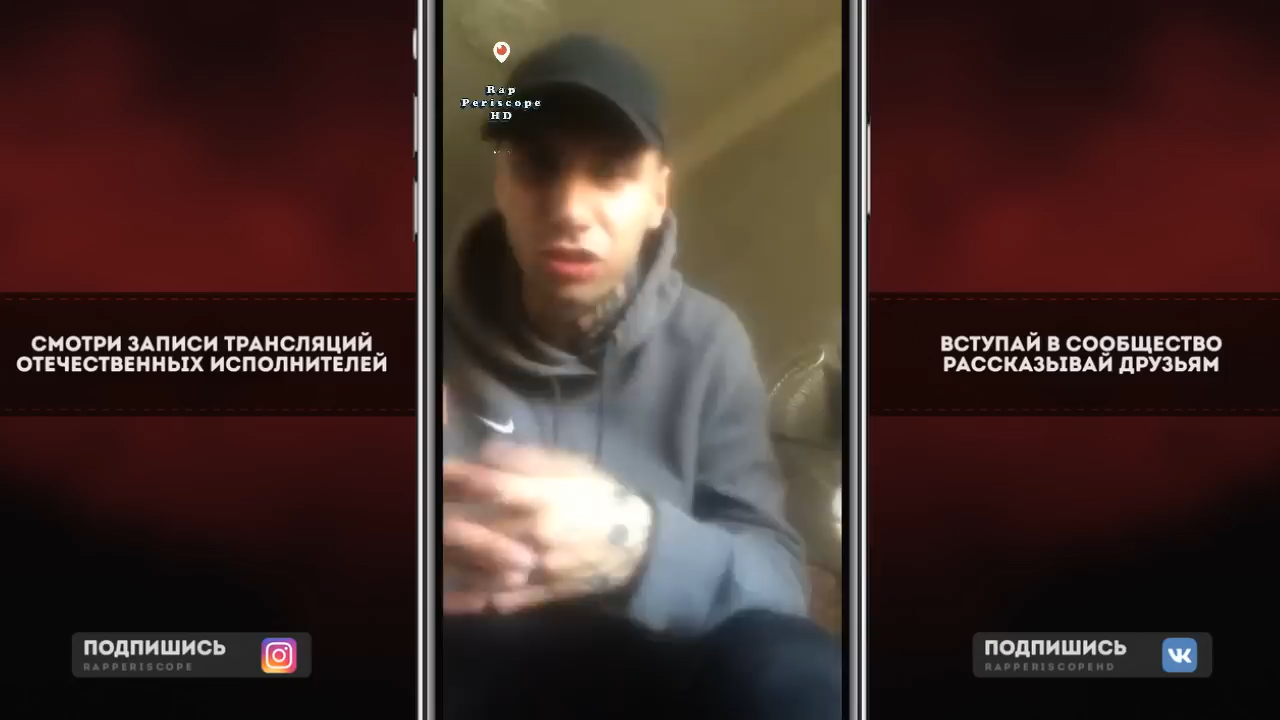 Rap
Periscope
HD
СМОТРИ ЗАПИСИ ТРАНСЛЯЦИЙ
ОТЕЧЕСТВЕННЫХ ИСПОЛНИТЕЛЕЙ
ВСТУПАЙ В СООБЩЕСТВО
РАССКАЗЫВАЙ ДРУЗЬЯМ
ПОДПИШИСЬ
RAPPERISCOPE
ПОДПИШИСЬ
RAPPERISCOPEHD